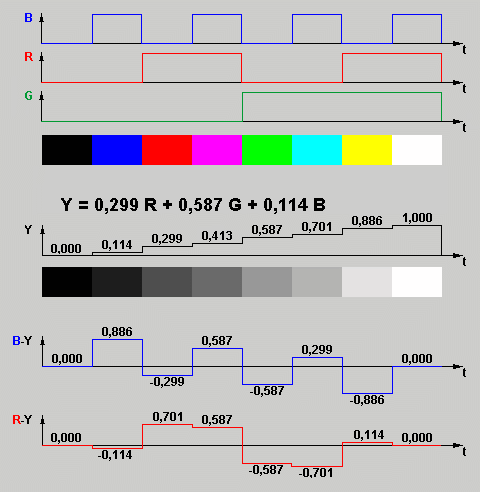 B
t
R
t
G
t
Y = 0,299 R + 0,587 G + 0,114 B
Y
0,000 0,114 0,299 0,413 0,587 0,701 0,886 1,000
t
B-Y
0,000 0,886 -0,299 0,587 -0,587 0,299 -0,886 0,000
t
R-Y
0,000 -0,114 0,701 0,587 -0,587 -0,701 0,114 0,000
t